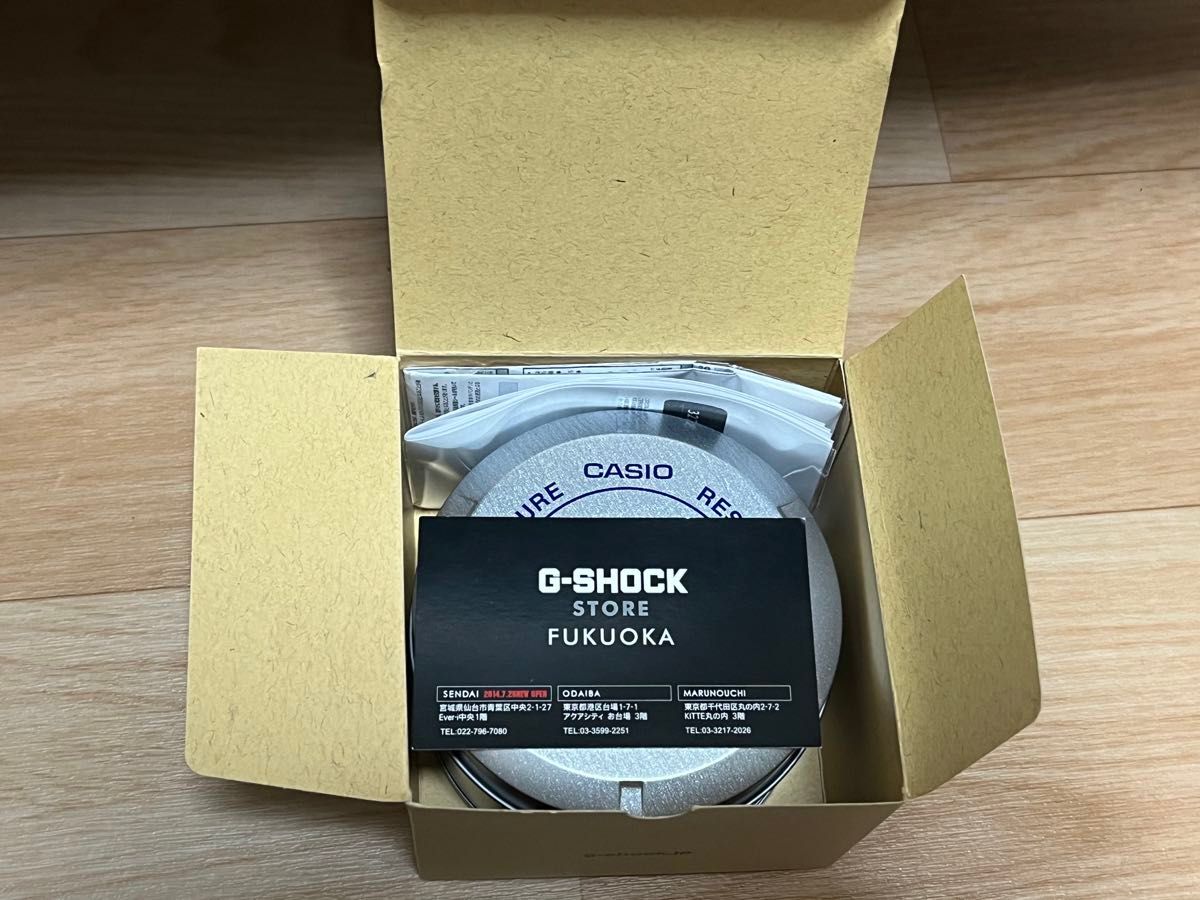 CASIO
URE
RES
G-SHOCK
STORE
FUKUOKA
SENDAI 2014.7.26NEW OPEN
宮城県仙台市青葉区中央2-1-27
Ever-i中央1階
TEL:022-796-7080
ODAIBA
東京都港区台場1-7-1
アクアシティ お台場 3階
TEL:03-3599-2251
MARUNOUCHI
東京都千代田区丸の内2-7-2
KITTE丸の内 3階
TEL:03-3217-2026
g-shock.jp